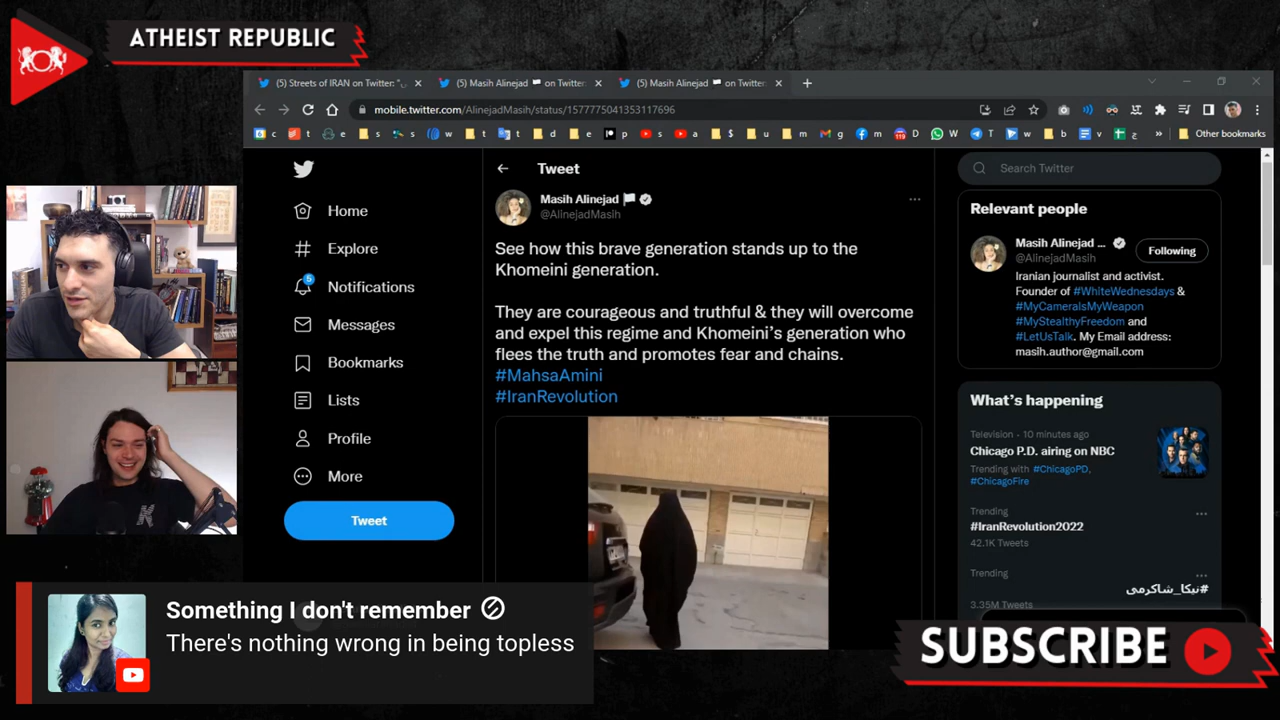 ATHEIST REPUBLIC
(5) Streets of IRAN on Twitter: "
(5) Masih Alinejad on Twitter
(5) Masih Alinejad on Twitter
mobile.twitter.com/AlinejadMasih/status/1577775041353117696
c t e s s w t t d e p s a $ u m g m D W T w b v ج » Other bookmarks
Home
Explore
5
Notifications
Messages
Bookmarks
Lists
Profile
More
Tweet
Tweet
Masih Alinejad
@AlinejadMasih
See how this brave generation stands up to the
Khomeini generation.
They are courageous and truthful & they will overcome
and expel this regime and Khomeini's generation who
flees the truth and promotes fear and chains.
#MahsaAmini
#IranRevolution
Search Twitter
Relevant people
Masih Alinejad ...
@AlinejadMasih
Following
Iranian journalist and activist.
Founder of #WhiteWednesdays &
#MyCameraIsMyWeapon
#MyStealthyFreedom and
#LetUsTalk. My Email address:
masih.author@gmail.com
What's happening
Television · 10 minutes ago
Chicago P.D. airing on NBC
Trending with #ChicagoPD,
#ChicagoFire
Trending
#IranRevolution2022
42.1K Tweets
Trending
#نیکا_شاکرمی
3.35M Tweets
Something I don't remember
There's nothing wrong in being topless
SUBSCRIBE